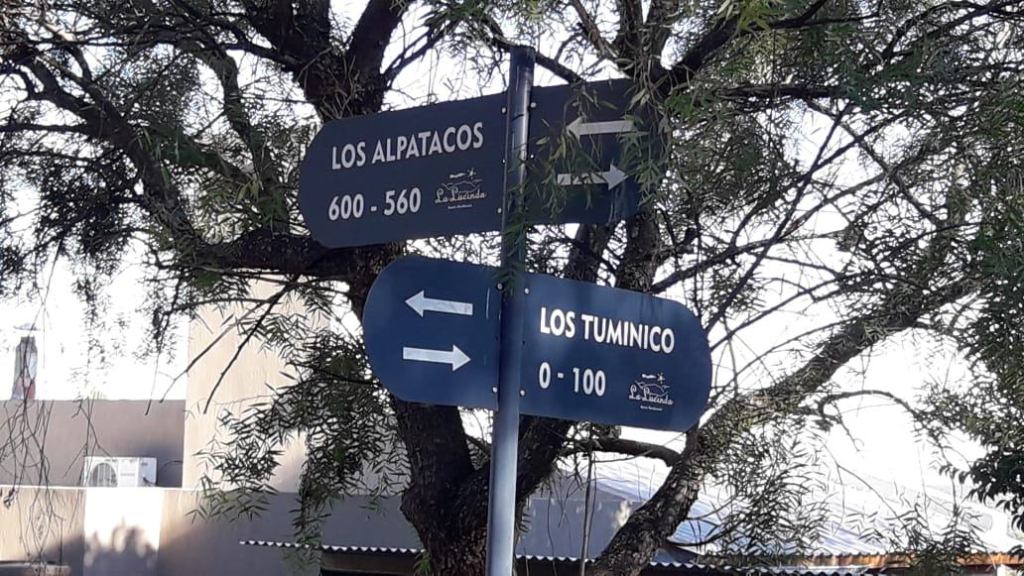 LOS ALPATACOS
600 - 560
La Lucinda
LOS TUMINICO
0 - 100
La Lucinda